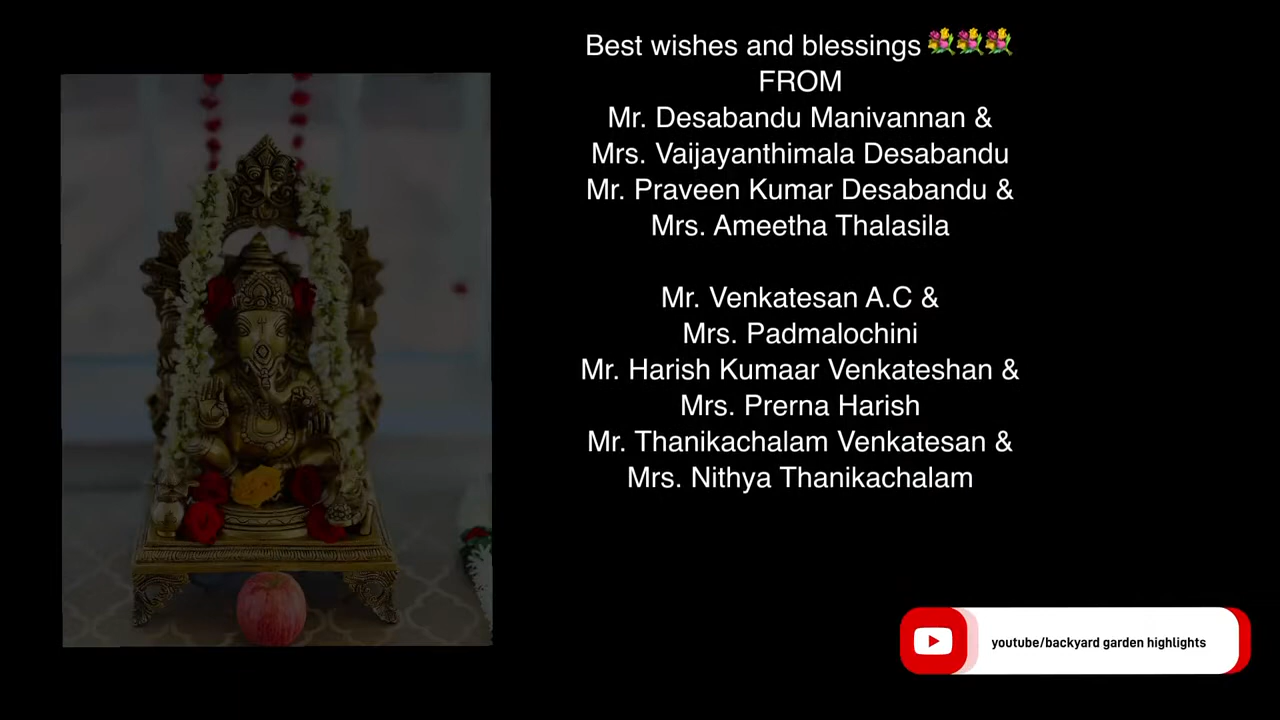 Best wishes and blessings 💐💐💐
FROM
Mr. Desabandu Manivannan &
Mrs. Vaijayanthimala Desabandu
Mr. Praveen Kumar Desabandu &
Mrs. Ameetha Thalasila
Mr. Venkatesan A.C &
Mrs. Padmalochini
Mr. Harish Kumaar Venkateshan &
Mrs. Prerna Harish
Mr. Thanikachalam Venkatesan &
Mrs. Nithya Thanikachalam
youtube/backyard garden highlights